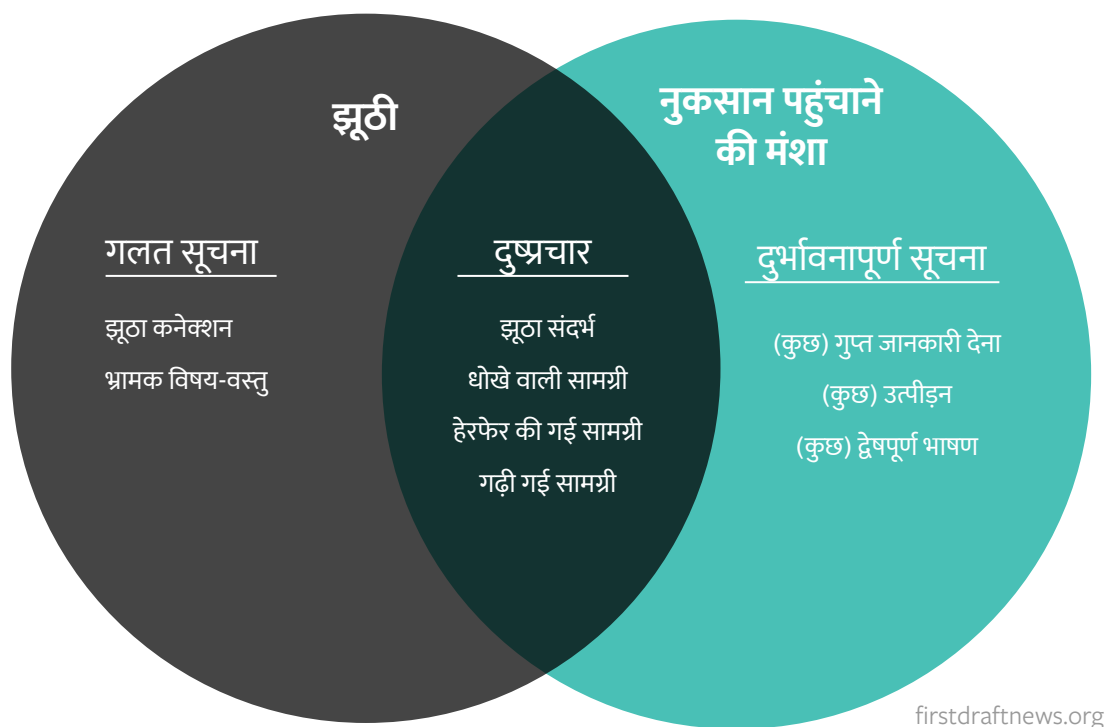 झूठी
नुकसान पहुंचाने
की मंशा
गलत सूचना
झूठा कनेक्शन
भ्रामक विषय-वस्तु
दुष्प्रचार
झूठा संदर्भ
धोखे वाली सामग्री
हेरफेर की गई सामग्री
गढ़ी गई सामग्री
दुर्भावनापूर्ण सूचना
(कुछ) गुप्त जानकारी देना
(कुछ) उत्पीड़न
(कुछ) द्वेषपूर्ण भाषण
firstdraftnews.org